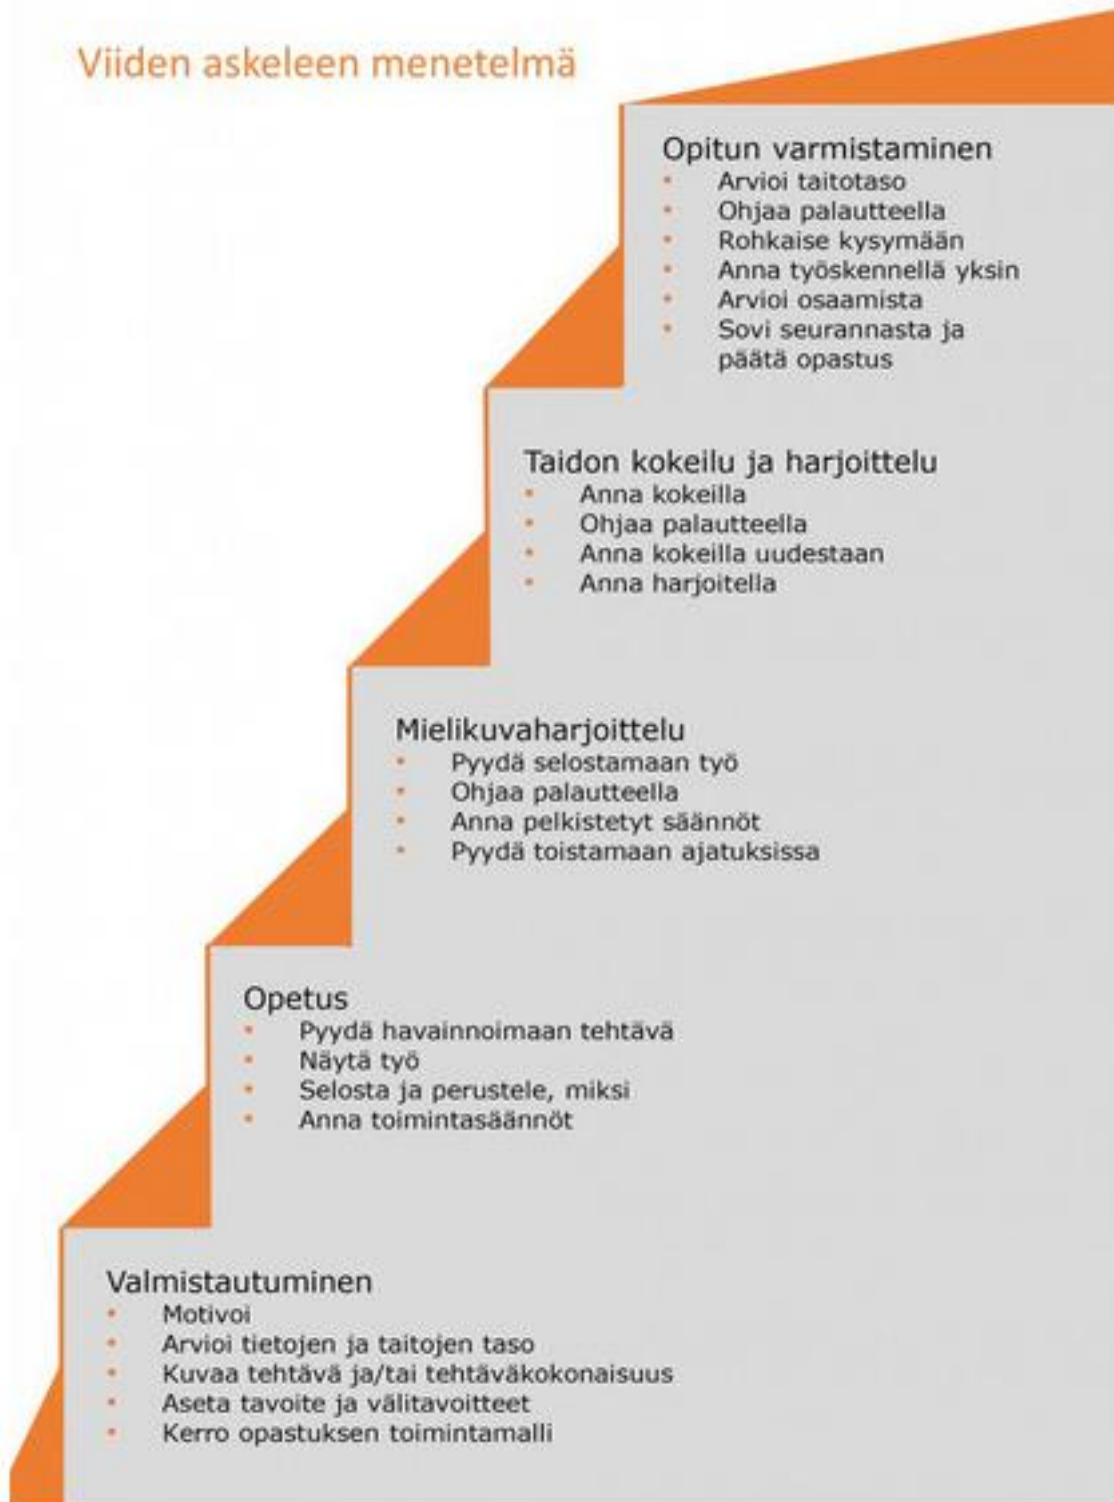 Viiden askeleen menetelmä
Opitun varmistaminen
• Arvioi taitotaso
• Ohjaa palautteella
• Rohkaise kysymään
• Anna työskennellä yksin
• Arvioi osaamista
• Sovi seurannasta ja
päätä opastus
Taidon kokeilu ja harjoittelu
• Anna kokeilla
• Ohjaa palautteella
• Anna kokeilla uudestaan
• Anna harjoitella
Mielikuvaharjoittelu
• Pyydä selostamaan työ
• Ohjaa palautteella
• Anna pelkistetyt säännöt
• Pyydä toistamaan ajatuksissa
Opetus
• Pyydä havainnoimaan tehtävä
• Näytä työ
• Selosta ja perustele, miksi
• Anna toimintasäännöt
Valmistautuminen
• Motivoi
• Arvioi tietojen ja taitojen taso
• Kuvaa tehtävä ja/tai tehtäväkokonaisuus
• Aseta tavoite ja välitavoitteet
• Kerro opastuksen toimintamalli